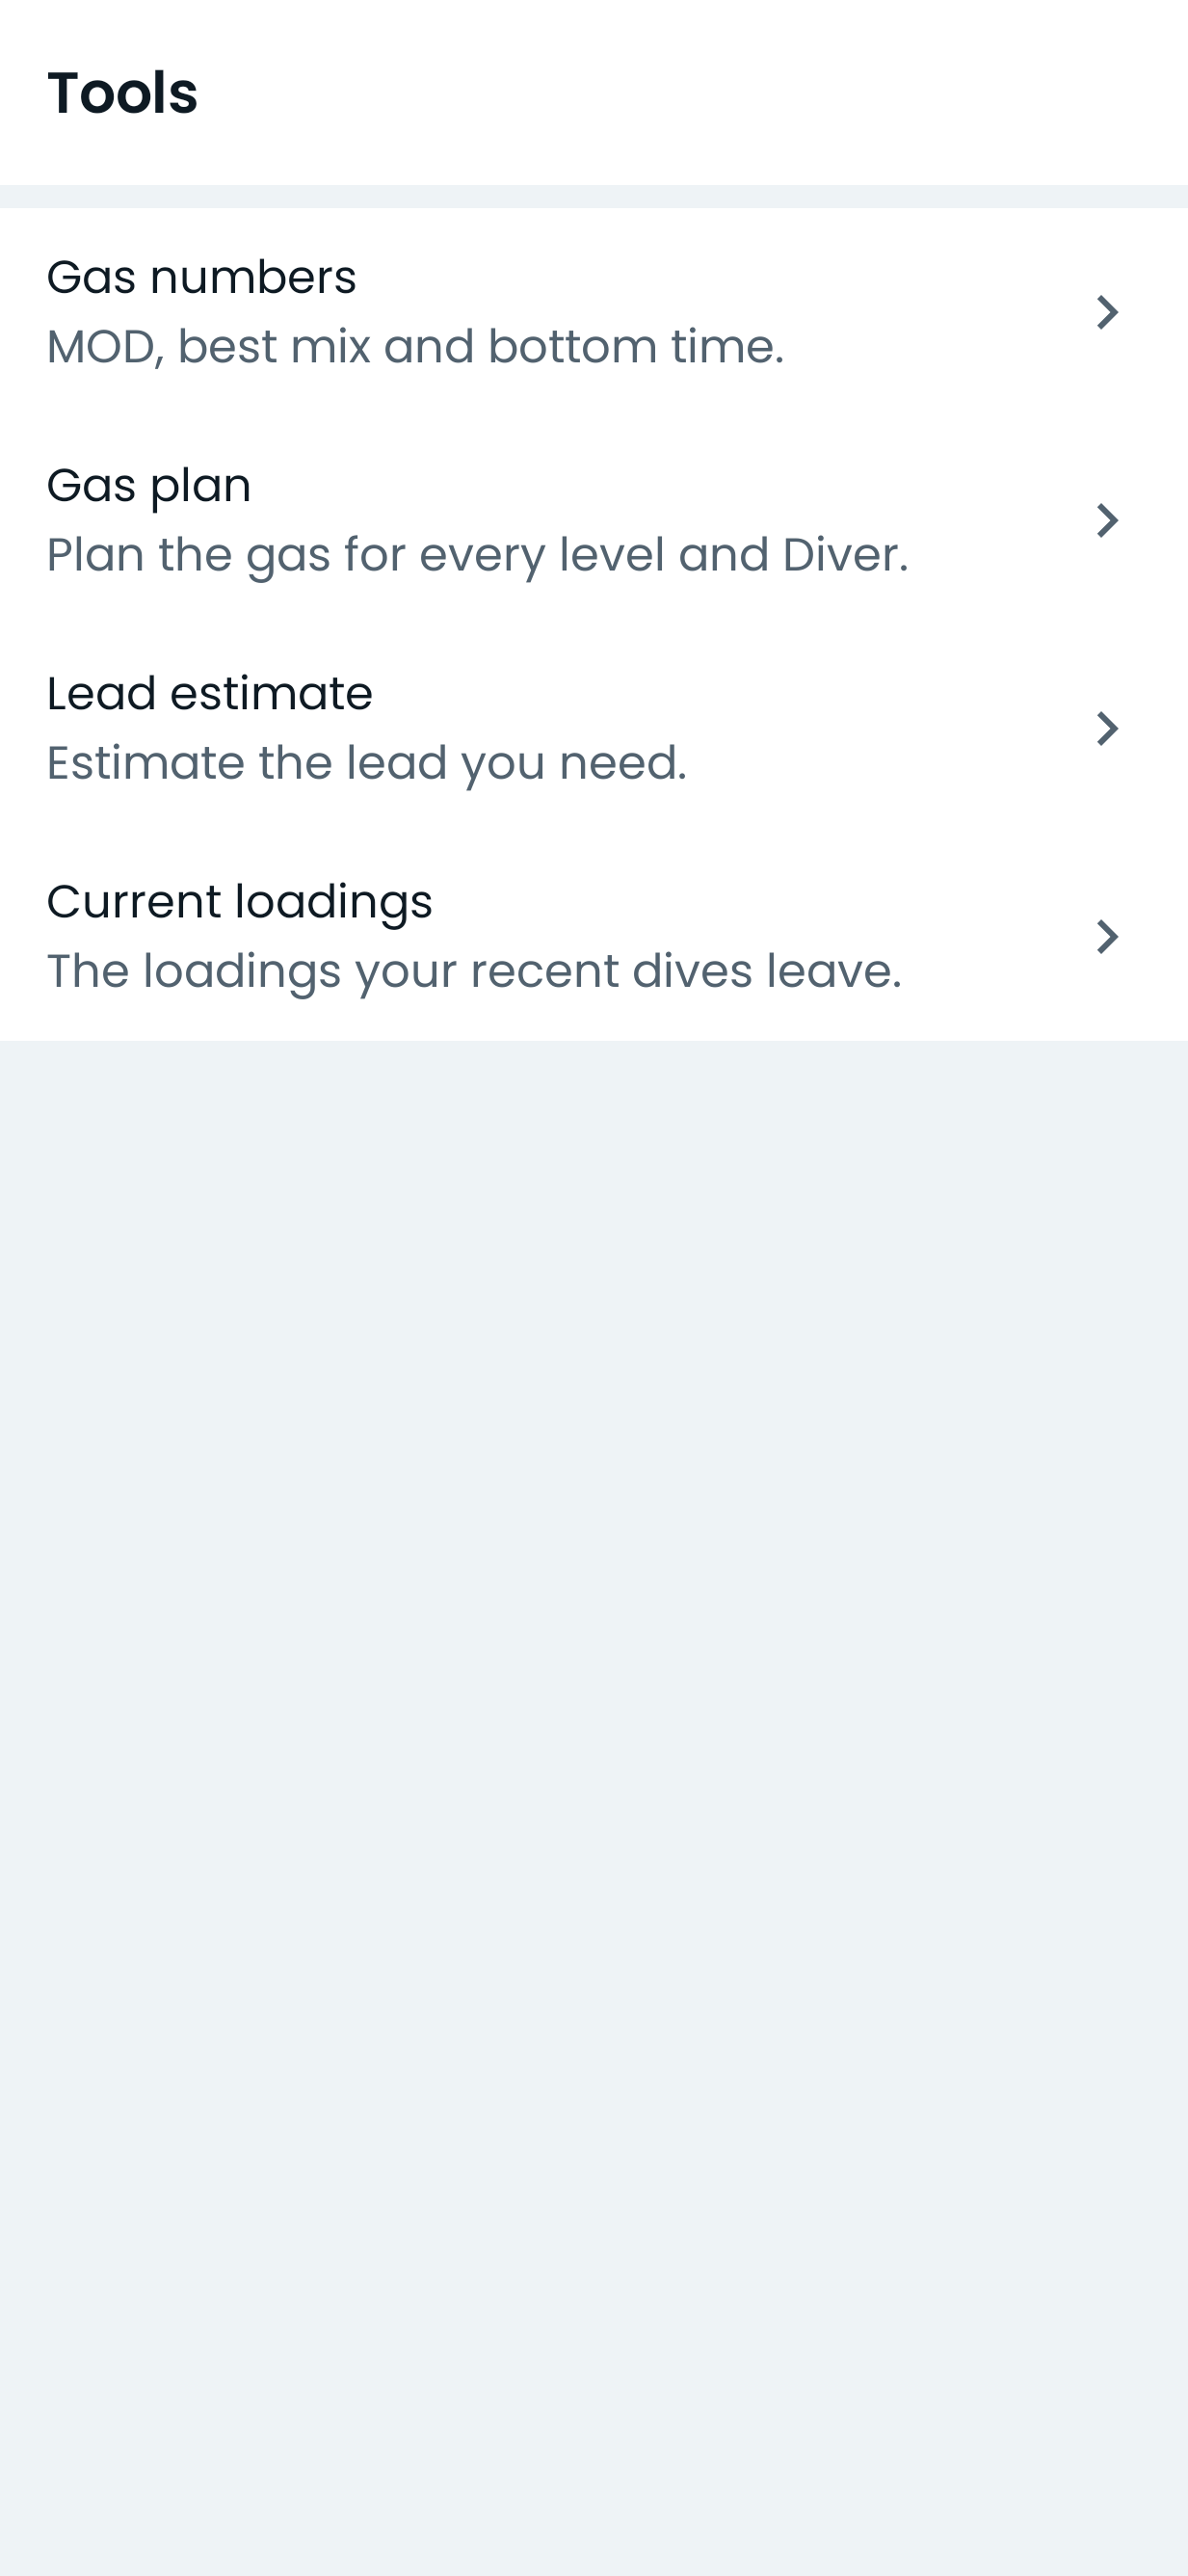 Tools
Gas numbers
MOD, best mix and bottom time.
Gas plan
Plan the gas for every level and Diver.
Lead estimate
Estimate the lead you need.
Current loadings
The loadings your recent dives leave.